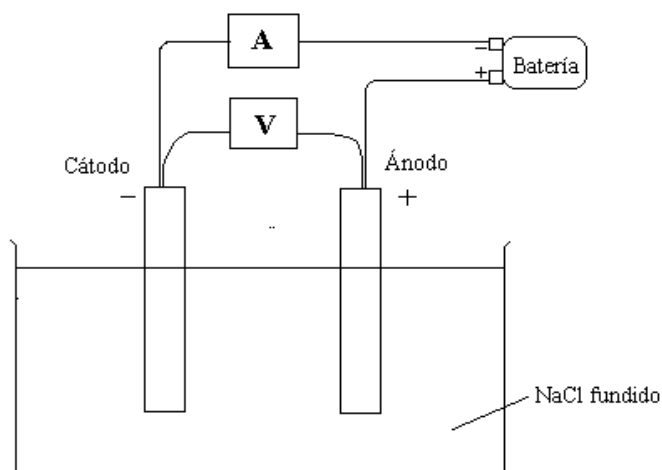 A
−
+
Batería
V
Cátodo
−
Ánodo
+
NaCl fundido